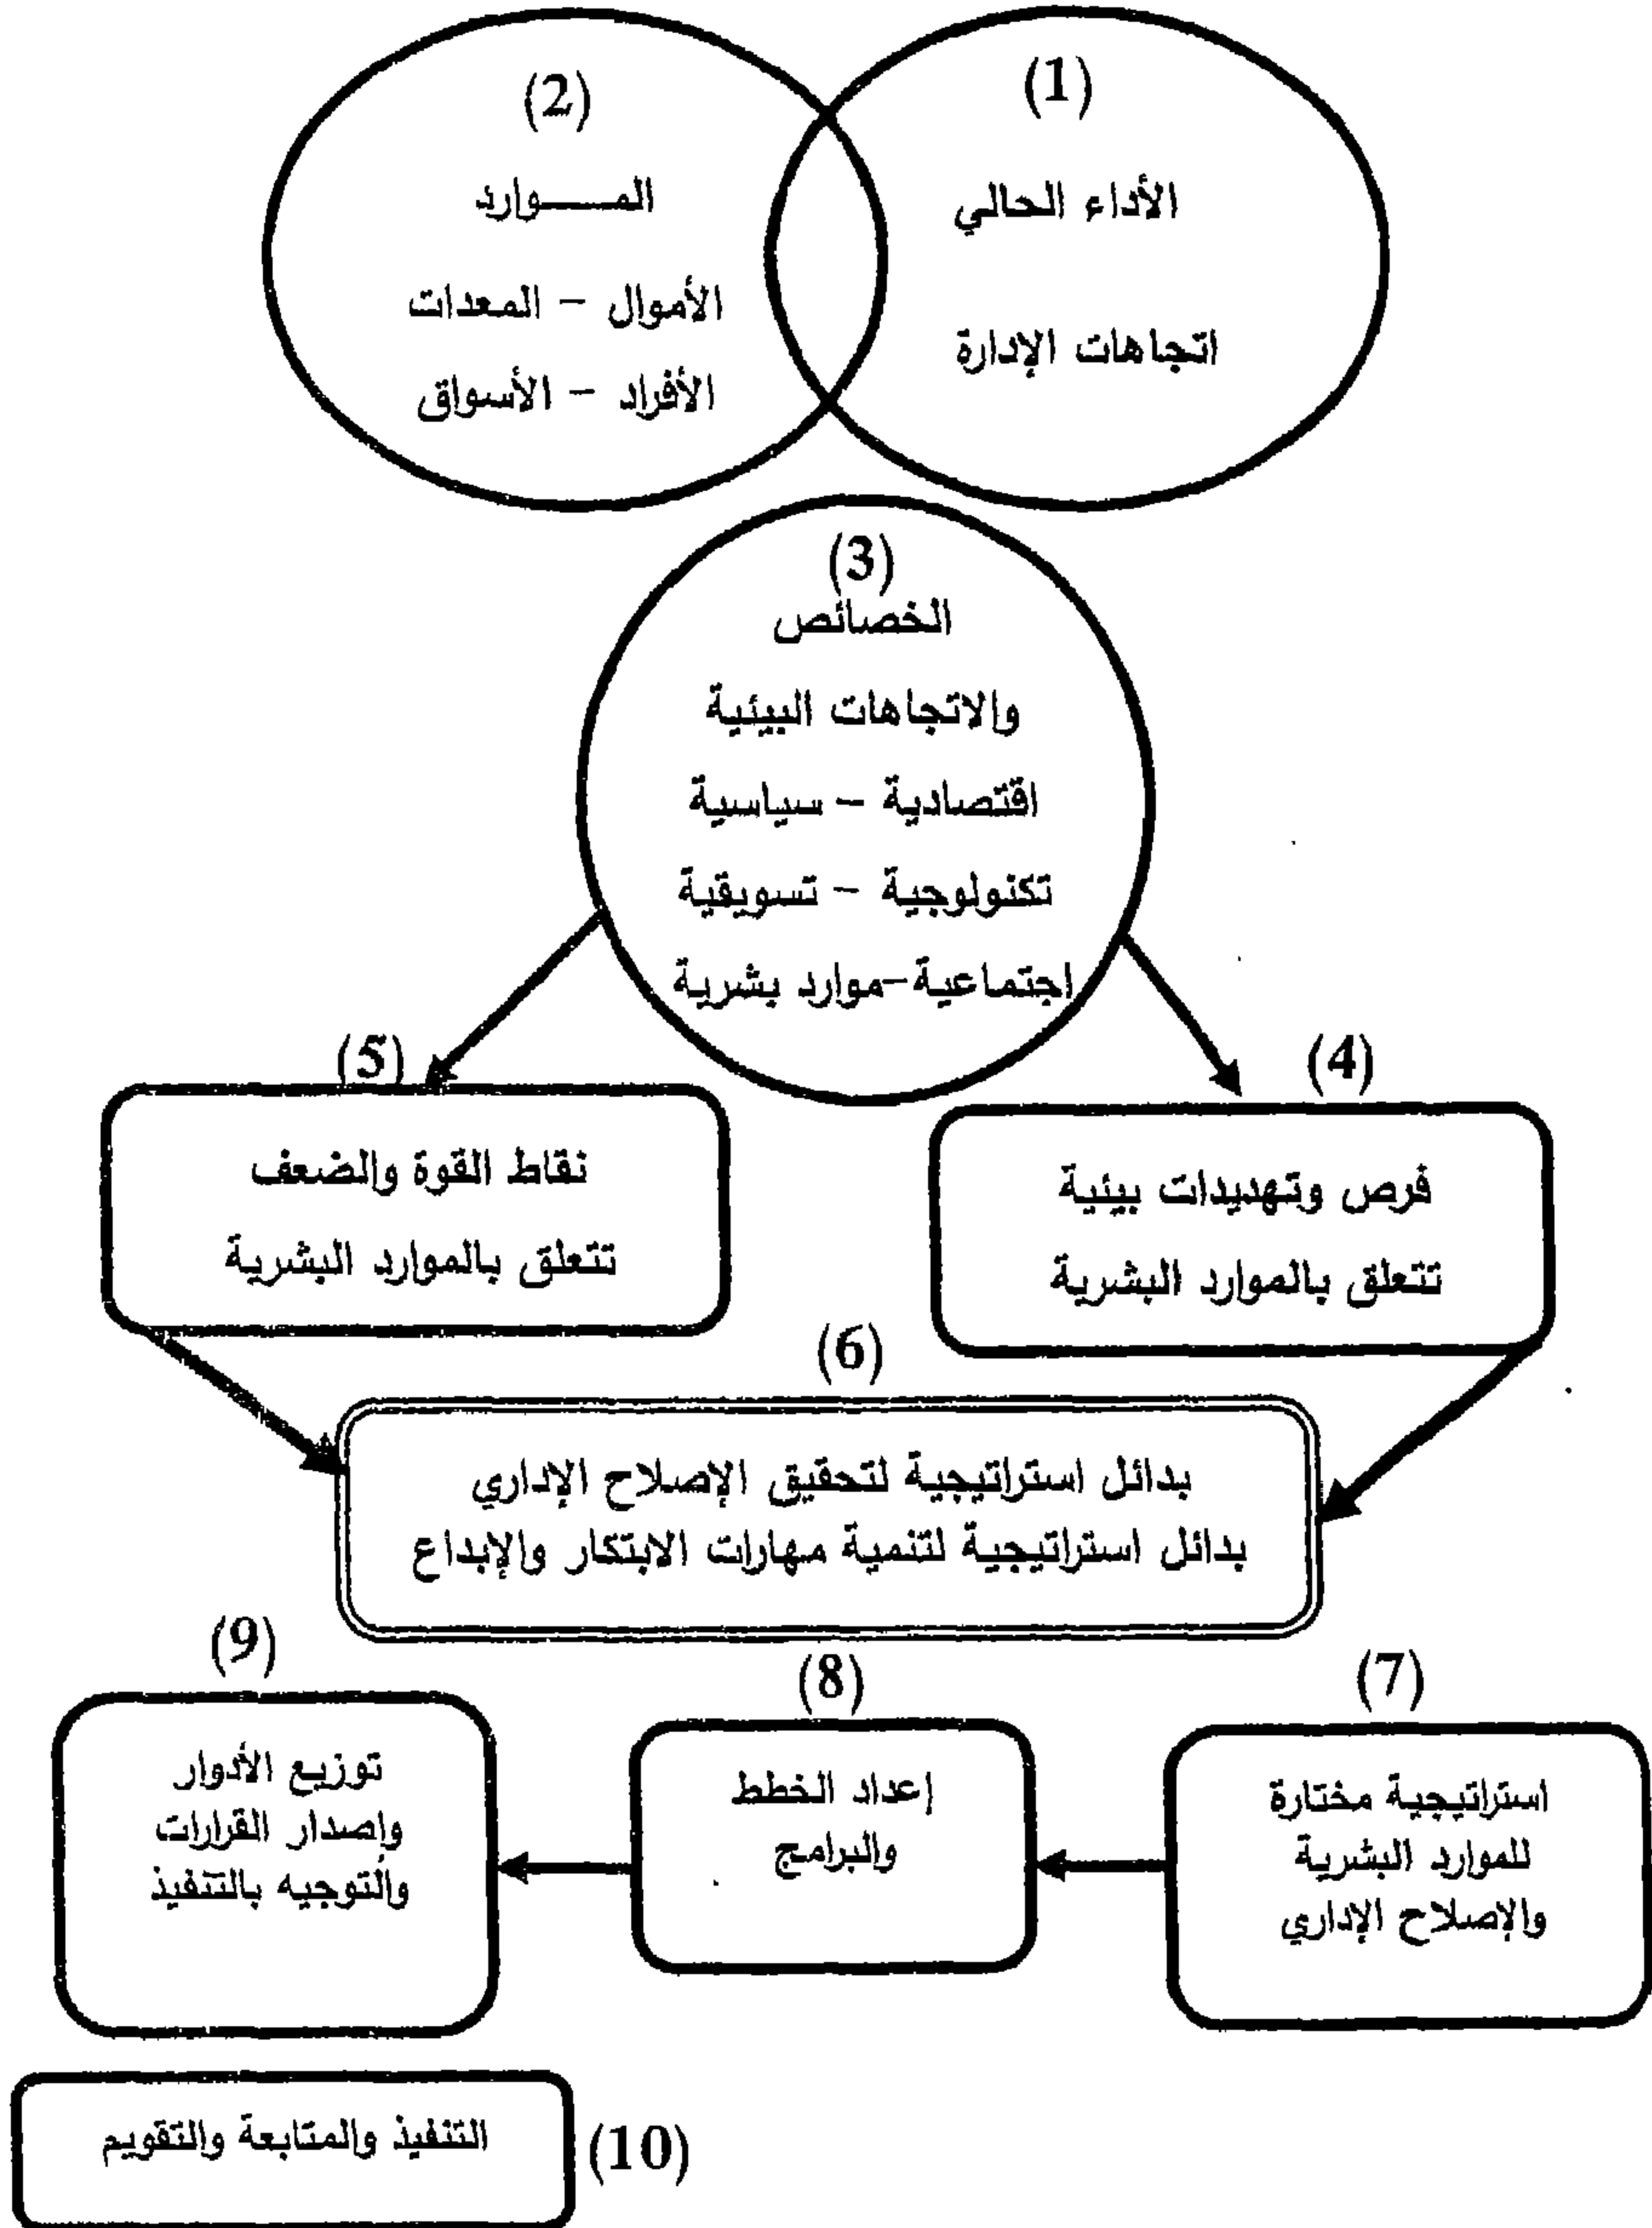 (1)
الأداء الحالي
اتجاهات الإدارة
(2)
المـــوارد
الأموال – المعدات
الأفراد – الأسواق
(3)
الخصائص
والاتجاهات البيئية
اقتصادية – سياسية
تكنولوجية – تسويقية
اجتماعية–موارد بشرية
(4)
فرص وتهديدات بيئية
تتعلق بالموارد البشرية
(5)
نقاط القوة والضعف
تتعلق بالموارد البشرية
(6)
بدائل استراتيجية لتحقيق الإصلاح الإداري
بدائل استراتيجية لتنمية مهارات الابتكار والإبداع
(7)
استراتيجية مختارة
للموارد البشرية
والإصلاح الإداري
(8)
إعداد الخطط
والبرامج
(9)
توزيع الأدوار
وإصدار القرارات
والتوجيه بالتنفيذ
(10)
التنفيذ والمتابعة والتقويم